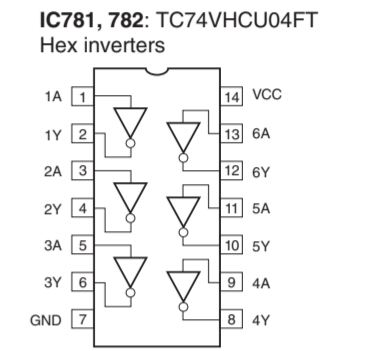 IC781, 782: TC74VHCU04FT
Hex inverters
1A 1 14 VCC
1Y 2 13 6A
2A 3 12 6Y
2Y 4 11 5A
3A 5 10 5Y
3Y 6 9 4A
GND 7 8 4Y